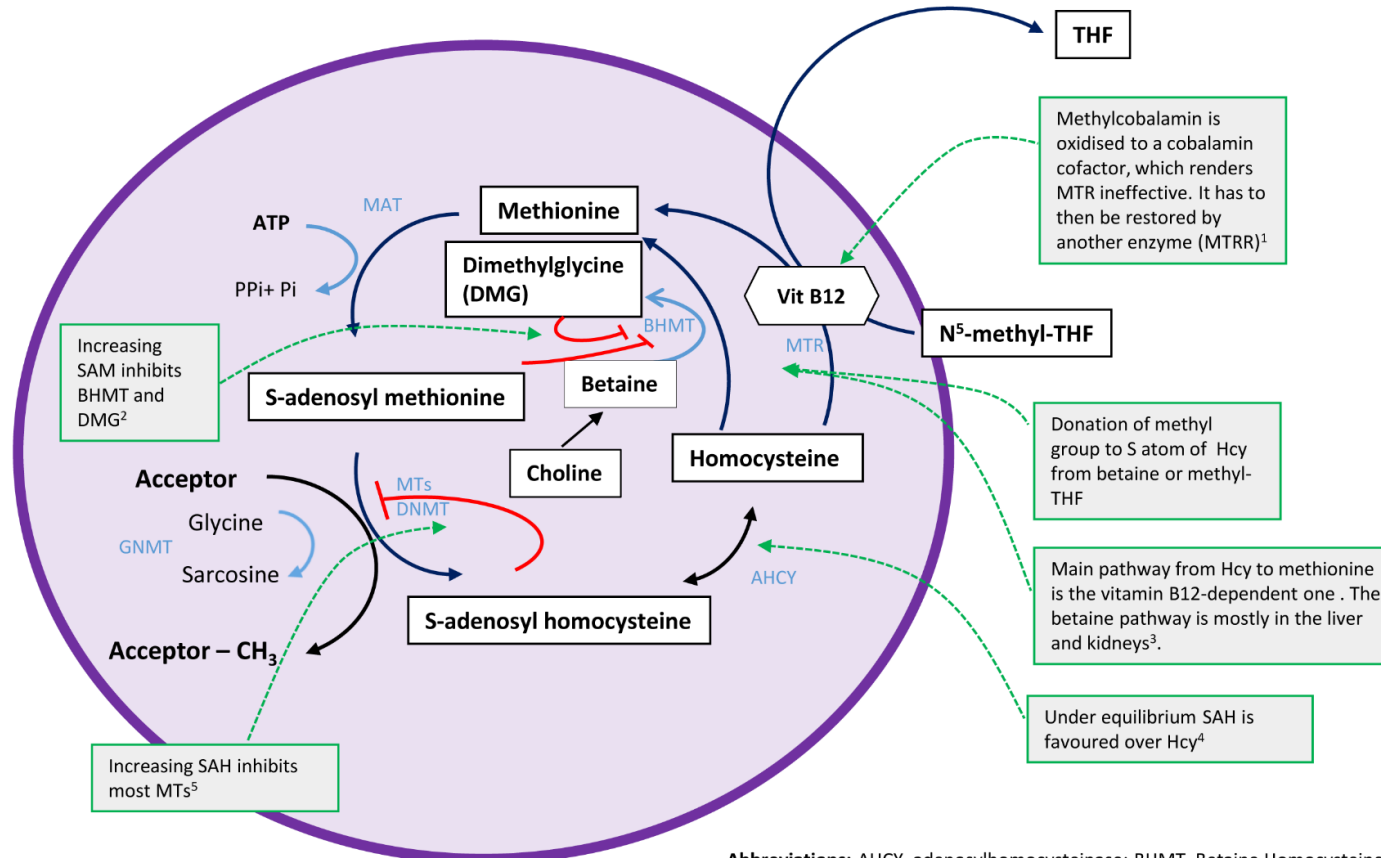 THF
Methylcobalamin is
oxidised to a cobalamin
cofactor, which renders
MTR ineffective. It has to
then be restored by
another enzyme (MTRR)1
MAT
Methionine
ATP
Dimethylglycine
(DMG)
PPi+ Pi
Vit B12
BHMT
N5-methyl-THF
MTR
Increasing
SAM inhibits
BHMT and
DMG2
Betaine
S-adenosyl methionine
Donation of methyl
group to S atom of Hcy
from betaine or methyl-
THF
Homocysteine
Choline
Acceptor
MTs
DNMT
Glycine
GNMT
Sarcosine
AHCY
Main pathway from Hcy to methionine
is the vitamin B12-dependent one . The
betaine pathway is mostly in the liver
and kidneys3.
S-adenosyl homocysteine
Acceptor – CH3
Under equilibrium SAH is
favoured over Hcy4
Increasing SAH inhibits
most MTs5
Abbreviations: AHCY, adenosylhomocysteinase; BHMT, Betaine Homocysteine